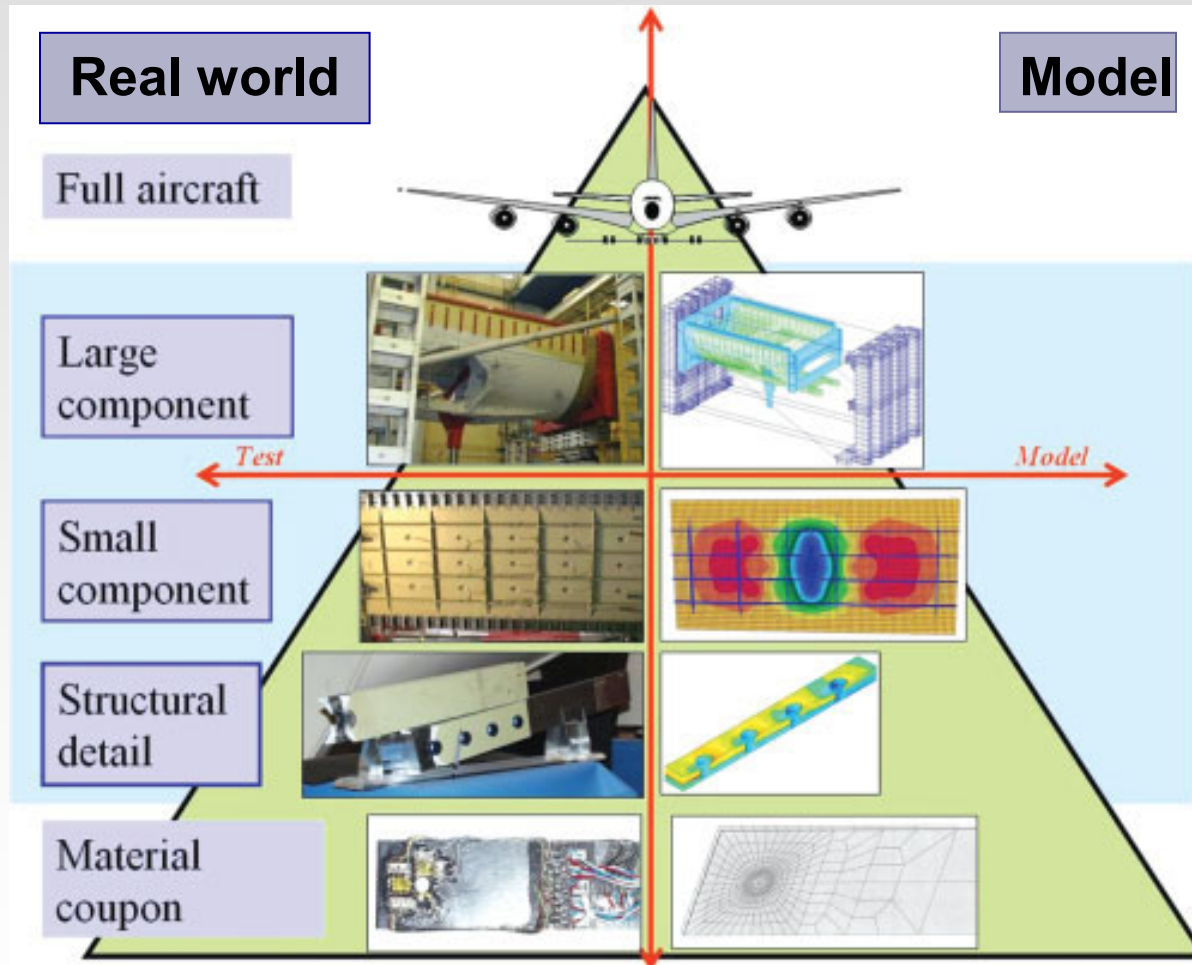 Real world
Model
Full aircraft
Large
component
Test
Model
Small
component
Structural
detail
Material
coupon